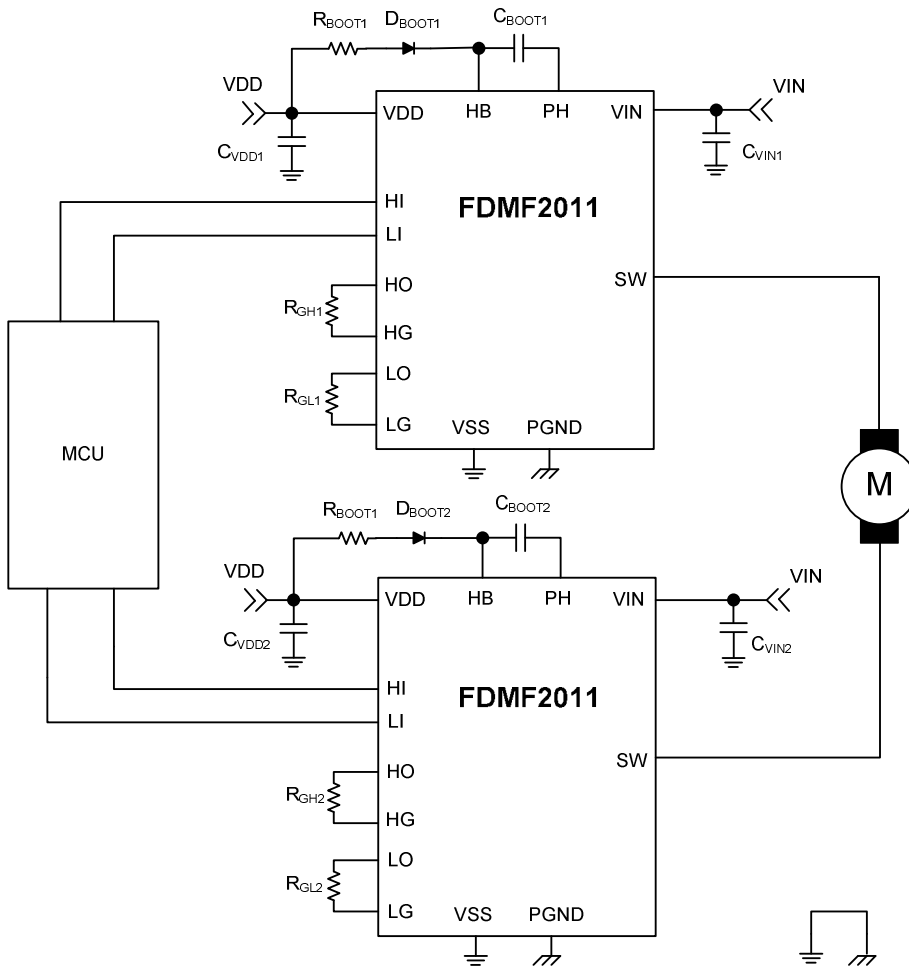 RBOOT1 DBOOT1 CBOOT1
VDD VIN
VDD HB PH VIN
CVDD1 CVIN1
HI FDMF2011
LI
HO SW
RGH1
HG
LO
RGL1
LG VSS PGND
MCU
M
RBOOT1 DBOOT2 CBOOT2
VDD VIN
VDD HB PH VIN
CVDD2 CVIN2
HI FDMF2011
LI
SW
HO
RGH2
HG
LO
RGL2
LG VSS PGND